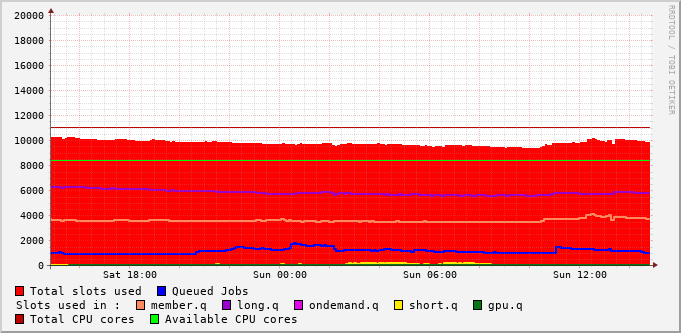 RRDTOOL / TOBI OETIKER
20000
18000
16000
14000
12000
10000
8000
6000
4000
2000
0
Sat 18:00 Sun 00:00 Sun 06:00 Sun 12:00
Total slots used Queued Jobs
Slots used in : member.q long.q ondemand.q short.q gpu.q
Total CPU cores Available CPU cores